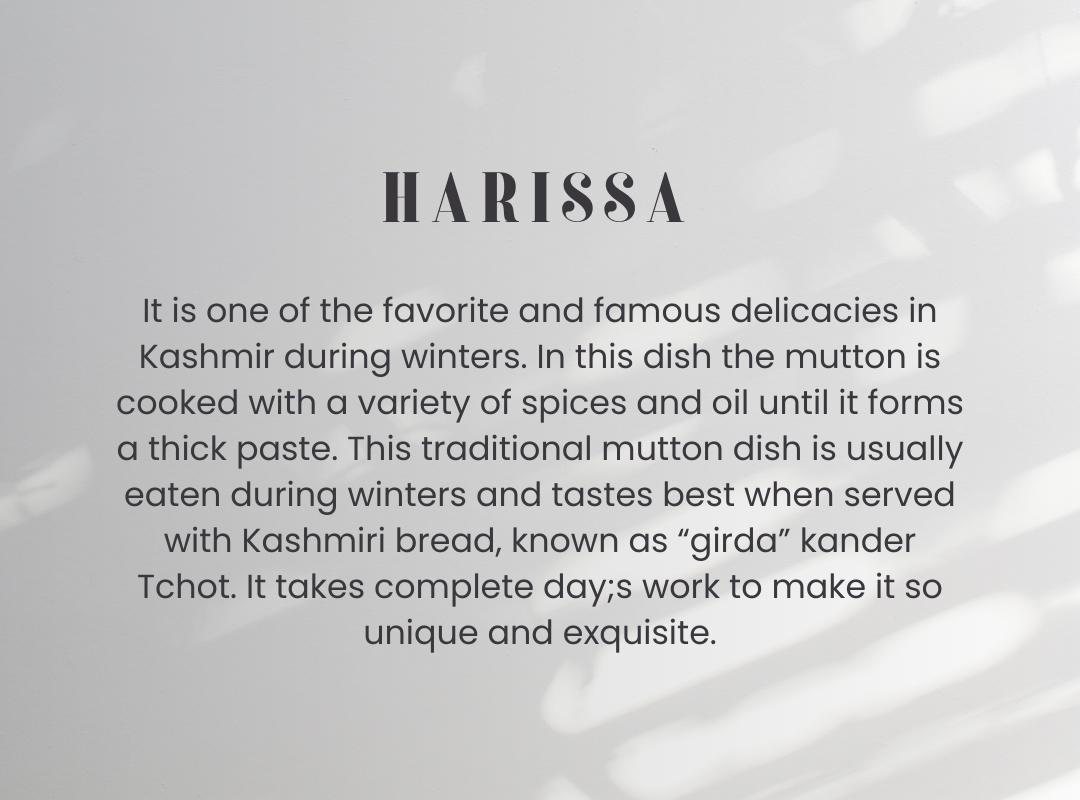 HARISSA
It is one of the favorite and famous delicacies in
Kashmir during winters. In this dish the mutton is
cooked with a variety of spices and oil until it forms
a thick paste. This traditional mutton dish is usually
eaten during winters and tastes best when served
with Kashmiri bread, known as “girda” kander
Tchot. It takes complete day;s work to make it so
unique and exquisite.